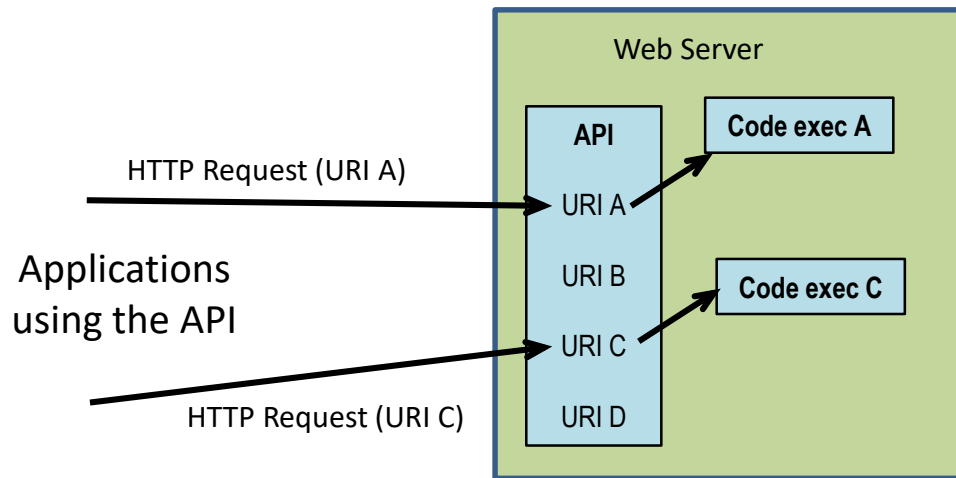 Web Server
API
Code exec A
HTTP Request (URI A)
URI A
Applications
using the API
URI B
Code exec C
URI C
HTTP Request (URI C)
URI D